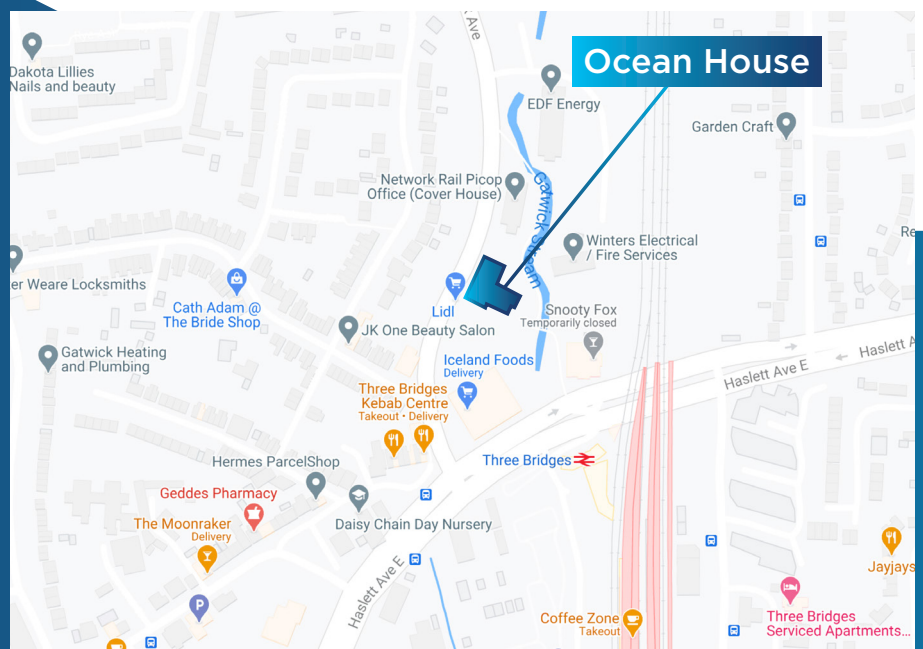 Ave
Ocean House
Dakota Lillies
Nails and beauty
EDF Energy
Garden Craft
Network Rail Picop
Office (Cover House)
Gatwick Stream
Re
Winters Electrical
/ Fire Services
er Weare Locksmiths
Cath Adam @
The Bride Shop
Lidl
Snooty Fox
Temporarily closed
JK One Beauty Salon
Gatwick Heating
and Plumbing
Iceland Foods
Delivery
Haslett A
Haslett Ave E
Three Bridges
Kebab Centre
Takeout · Delivery
Three Bridges
Hermes ParcelShop
Geddes Pharmacy
The Moonraker
Delivery
Daisy Chain Day Nursery
Haslett Ave E
Jayjays
P
Coffee Zone
Takeout
Three Bridges
Serviced Apartments...